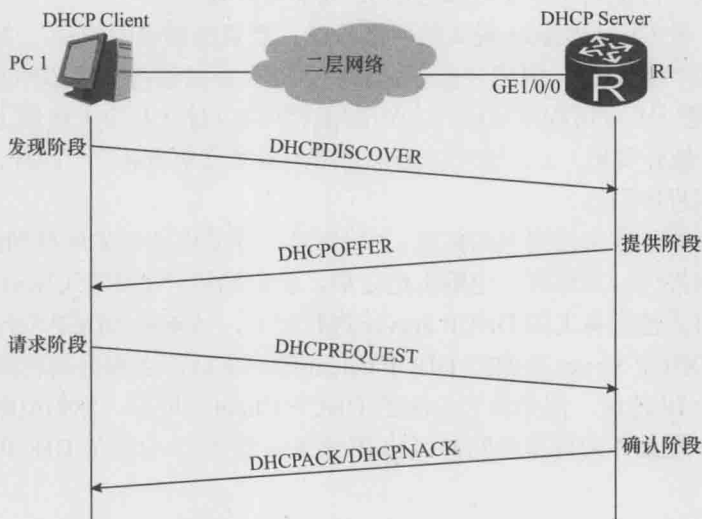 DHCP Client
DHCP Server
PC 1
二层网络
GE1/0/0
R
R1
发现阶段
DHCPDISCOVER
DHCPOFFER
提供阶段
请求阶段
DHCPREQUEST
DHCPACK/DHCPNACK
确认阶段